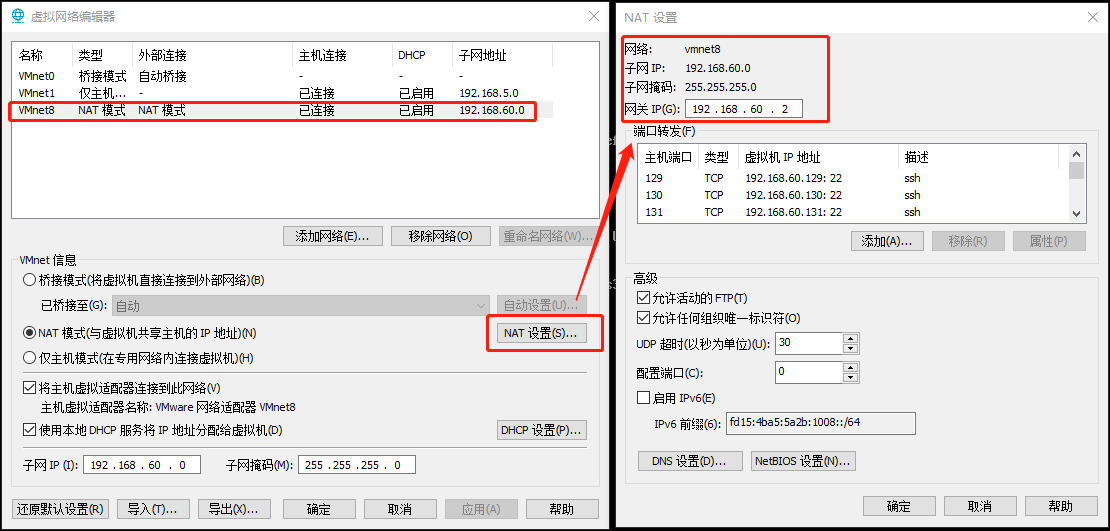 虚拟网络编辑器
名称 类型 外部连接 主机连接 DHCP 子网地址
VMnet0 桥接模式 自动桥接 - - -
VMnet1 仅主机... - 已连接 已启用 192.168.5.0
VMnet8 NAT 模式 NAT 模式 已连接 已启用 192.168.60.0
添加网络(E)... 移除网络(O) 重命名网络(W)...
VMnet 信息
桥接模式(将虚拟机直接连接到外部网络)(B)
已桥接至(G): 自动 自动设置(U)...
NAT 模式(与虚拟机共享主机的 IP 地址)(N) NAT 设置(S)...
仅主机模式(在专用网络内连接虚拟机)(H)
将主机虚拟适配器连接到此网络(V)
主机虚拟适配器名称: VMware 网络适配器 VMnet8
使用本地 DHCP 服务将 IP 地址分配给虚拟机(D) DHCP 设置(P)...
子网 IP (I): 192 . 168 . 60 . 0 子网掩码(M): 255 . 255 . 255 . 0
还原默认设置(R) 导入(T)... 导出(X)... 确定 取消 应用(A) 帮助
NAT 设置
网络: vmnet8
子网 IP: 192.168.60.0
子网掩码: 255.255.255.0
网关 IP(G): 192 . 168 . 60 . 2
端口转发(F)
主机端口 类型 虚拟机 IP 地址 描述
129 TCP 192.168.60.129: 22 ssh
130 TCP 192.168.60.130: 22 ssh
131 TCP 192.168.60.131: 22 ssh
添加(A)... 移除(R) 属性(P)
高级
允许活动的 FTP(T)
允许任何组织唯一标识符(O)
UDP 超时(以秒为单位)(U): 30
配置端口(C): 0
启用 IPv6(E)
IPv6 前缀(6): fd15:4ba5:5a2b:1008::/64
DNS 设置(D)... NetBIOS 设置(N)...
确定 取消 帮助